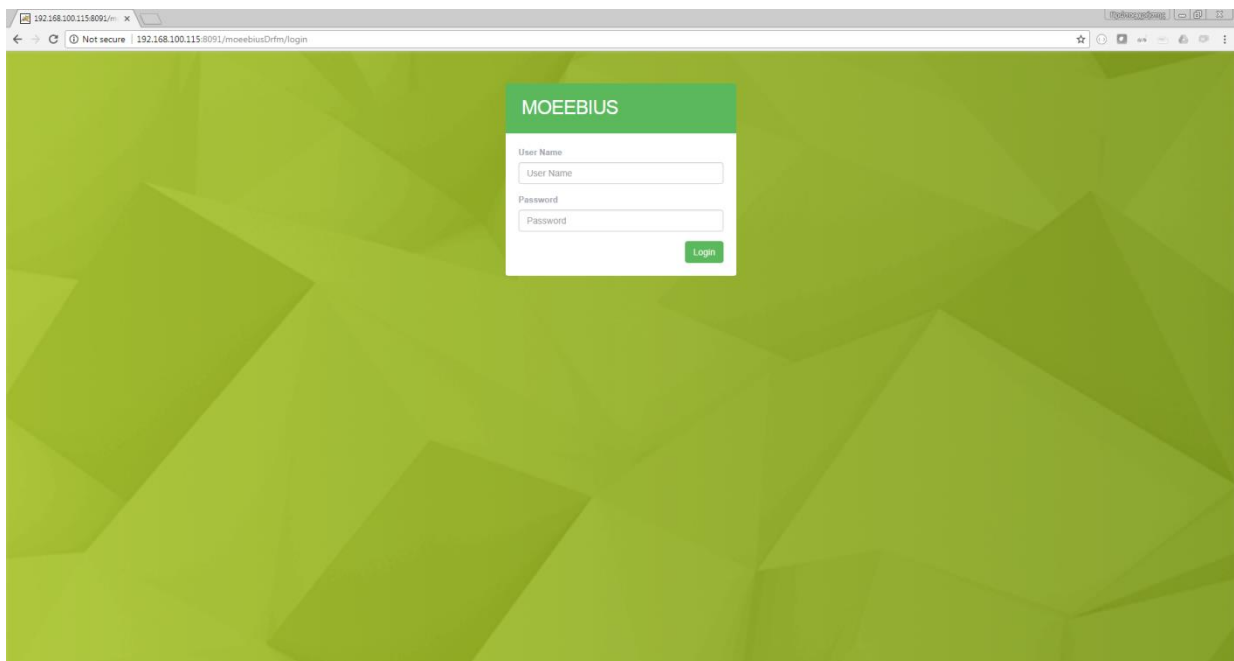 192.168.100.115:8091/m
Not secure | 192.168.100.115:8091/moeebiusDrfm/login
MOEEBIUS
User Name
User Name
Password
Password
Login